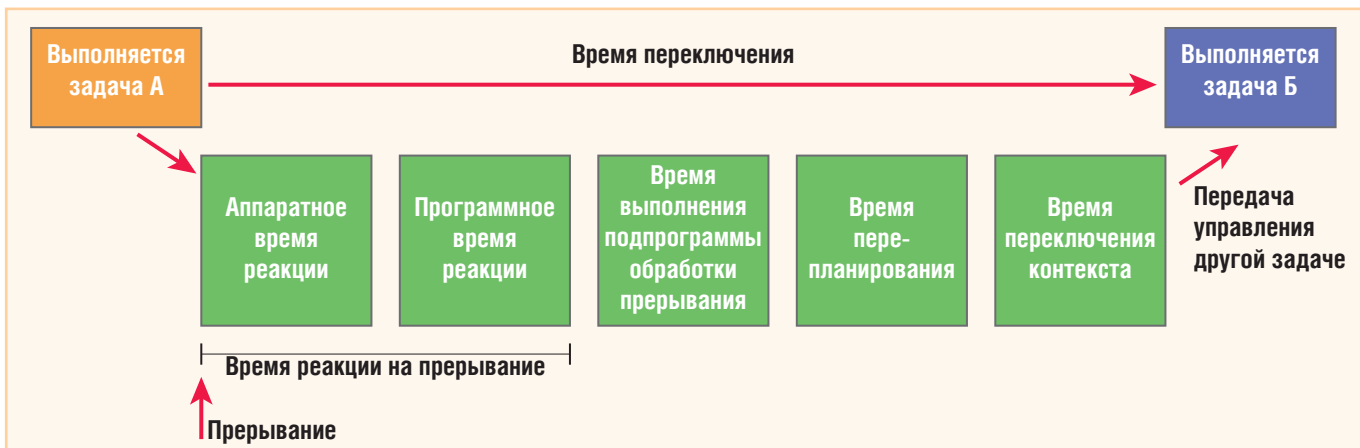 Выполняется
задача А
Время переключения
Выполняется
задача Б
Аппаратное
время
реакции
Программное
время
реакции
Время
выполнения
подпрограммы
обработки
прерывания
Время
пере-
планирования
Время
переключения
контекста
Передача
управления
другой задаче
Время реакции на прерывание
Прерывание